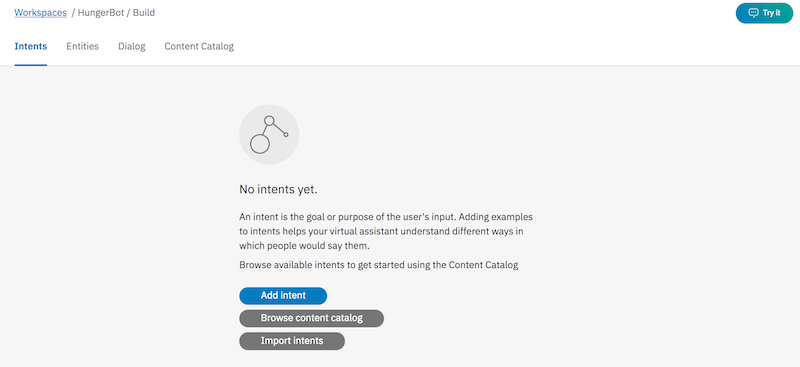 Workspaces / HungerBot / Build
Try it
Intents Entities Dialog Content Catalog
No intents yet.
An intent is the goal or purpose of the user's input. Adding examples
to intents helps your virtual assistant understand different ways in
which people would say them.
Browse available intents to get started using the Content Catalog
Add intent
Browse content catalog
Import intents